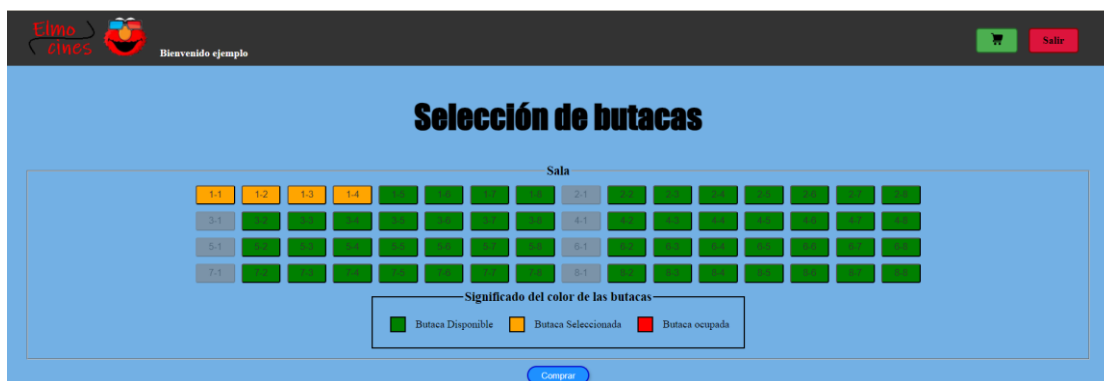 Elmo
cines
Bienvenido ejemplo
Salir
Selección de butacas
Sala
1-1 1-2 1-3 1-4 1-5 1-6 1-7 1-8 2-1 2-2 2-3 2-4 2-5 2-6 2-7 2-8
3-1 3-2 3-3 3-4 3-5 3-6 3-7 3-8 4-1 4-2 4-3 4-4 4-5 4-6 4-7 4-8
5-1 5-2 5-3 5-4 5-5 5-6 5-7 5-8 6-1 6-2 6-3 6-4 6-5 6-6 6-7 6-8
7-1 7-2 7-3 7-4 7-5 7-6 7-7 7-8 8-1 8-2 8-3 8-4 8-5 8-6 8-7 8-8
Significado del color de las butacas
Butaca Disponible Butaca Seleccionada Butaca ocupada
Comprar